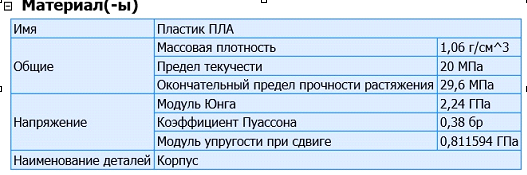 Материал(-ы)
Имя Пластик ПЛА
Общие Массовая плотность 1,06 г/см^3
Предел текучести 20 МПа
Окончательный предел прочности растяжения 29,6 МПа
Напряжение Модуль Юнга 2,24 ГПа
Коэффициент Пуассона 0,38 бр
Модуль упругости при сдвиге 0,811594 ГПа
Наименование деталей Корпус